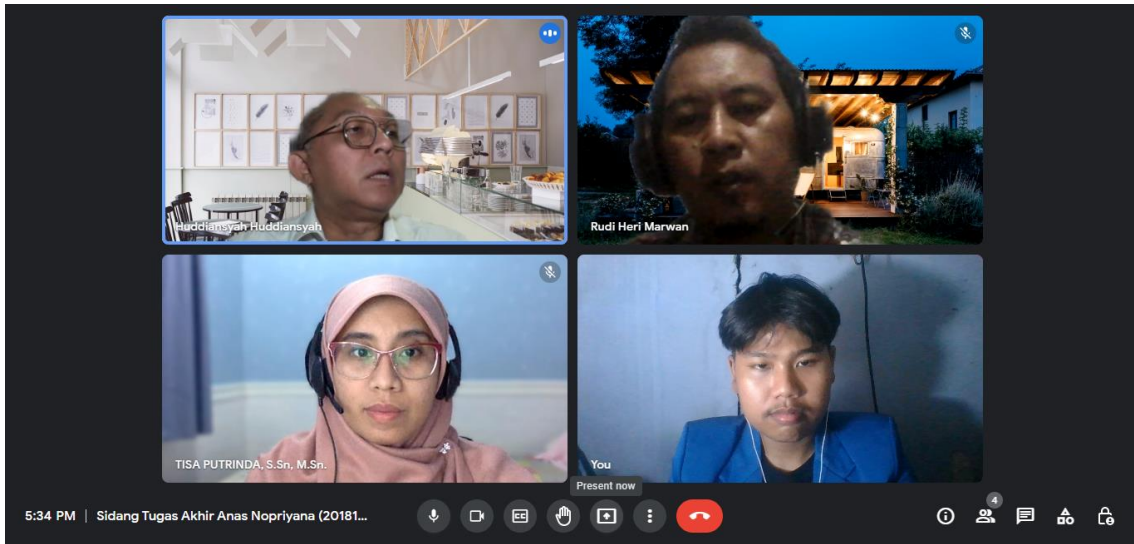 Huddiansyah Huddiansyah
Rudi Heri Marwan
TISA PUTRINDA, S.Sn, M.Sn.
You
Present now
5:34 PM | Sidang Tugas Akhir Anas Nopriyana (20181...
CC
4